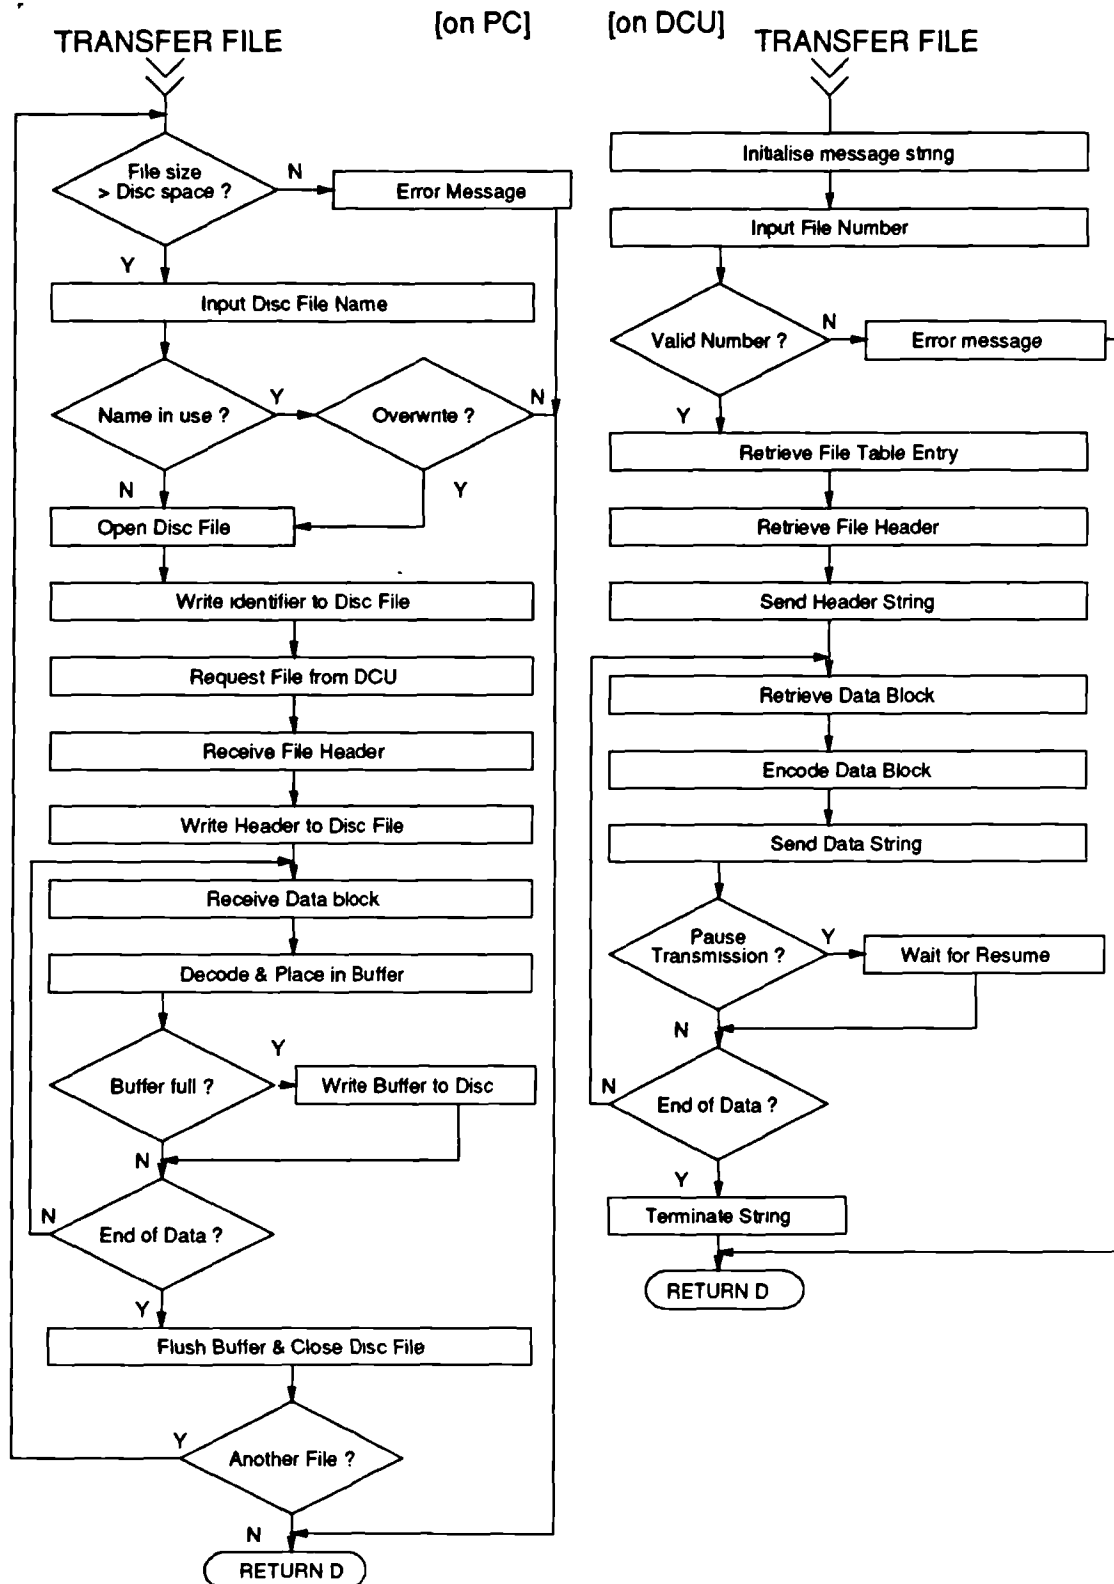 [on PC]
TRANSFER FILE
File size
> Disc space ?
N
Error Message
Y
Input Disc File Name
Name in use ?
Y
Overwrite ?
N
N
Y
Open Disc File
Write identifier to Disc File
Request File from DCU
Receive File Header
Write Header to Disc File
Receive Data block
Decode & Place in Buffer
Buffer full ?
Y
Write Buffer to Disc
N
N
End of Data ?
Y
Flush Buffer & Close Disc File
Y
Another File ?
N
RETURN D
[on DCU]
TRANSFER FILE
Initialise message string
Input File Number
Valid Number ?
N
Error message
Y
Retrieve File Table Entry
Retrieve File Header
Send Header String
Retrieve Data Block
Encode Data Block
Send Data String
Pause
Transmission ?
Y
Wait for Resume
N
N
End of Data ?
Y
Terminate String
RETURN D